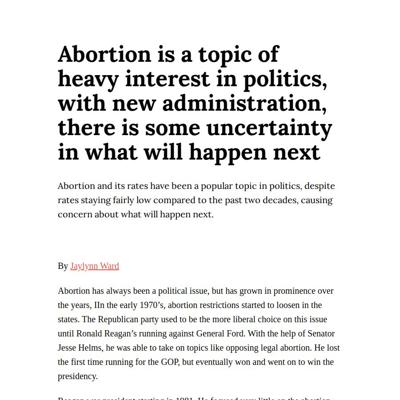 Abortion is a topic of
heavy interest in politics,
with new administration,
there is some uncertainty
in what will happen next
Abortion and its rates have been a popular topic in politics, despite
rates staying fairly low compared to the past two decades, causing
concern about what will happen next.
By Jaylynn Ward
Abortion has always been a political issue, but has grown in prominence over
the years, IIn the early 1970’s, abortion restrictions started to loosen in the
states. The Republican party used to be the more liberal choice on this issue
until Ronald Reagan’s running against General Ford. With the help of Senator
Jesse Helms, he was able to take on topics like opposing legal abortion. He lost
the first time running for the GOP, but eventually won and went on to win the
presidency.